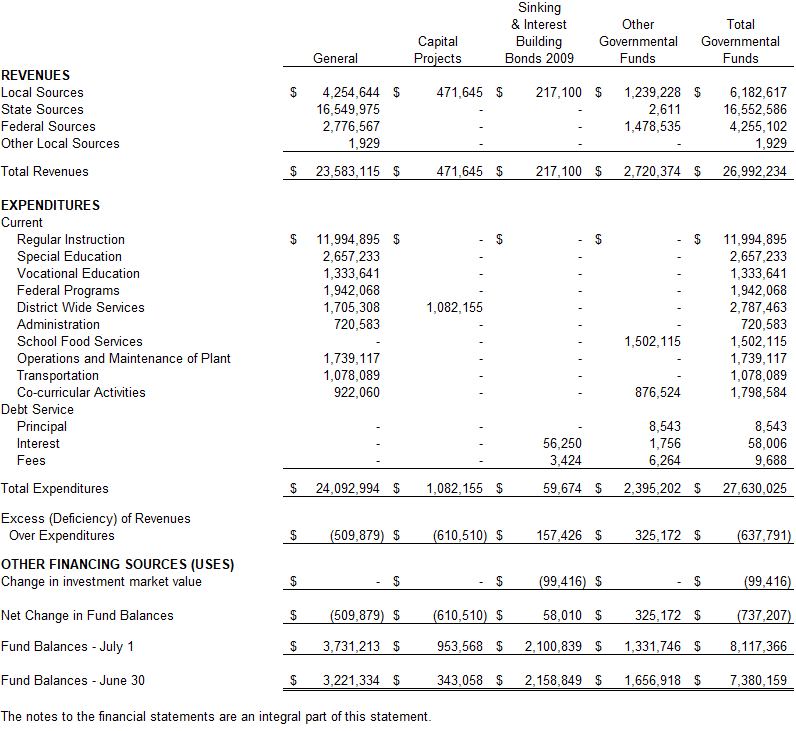 Sinking
& Interest Other Total
Capital Building Governmental Governmental
General Projects Bonds 2009 Funds Funds
REVENUES
Local Sources $ 4,254,644 $ 471,645 $ 217,100 $ 1,239,228 $ 6,182,617
State Sources 16,549,975 - - 2,611 16,552,586
Federal Sources 2,776,567 - - 1,478,535 4,255,102
Other Local Sources 1,929 - - - 1,929
Total Revenues $ 23,583,115 $ 471,645 $ 217,100 $ 2,720,374 $ 26,992,234
EXPENDITURES
Current
Regular Instruction $ 11,994,895 $ - $ - $ - $ 11,994,895
Special Education 2,657,233 - - - 2,657,233
Vocational Education 1,333,641 - - - 1,333,641
Federal Programs 1,942,068 - - - 1,942,068
District Wide Services 1,705,308 1,082,155 - - 2,787,463
Administration 720,583 - - - 720,583
School Food Services - - - 1,502,115 1,502,115
Operations and Maintenance of Plant 1,739,117 - - - 1,739,117
Transportation 1,078,089 - - - 1,078,089
Co-curricular Activities 922,060 - - 876,524 1,798,584
Debt Service
Principal - - - 8,543 8,543
Interest - - 56,250 1,756 58,006
Fees - - 3,424 6,264 9,688
Total Expenditures $ 24,092,994 $ 1,082,155 $ 59,674 $ 2,395,202 $ 27,630,025
Excess (Deficiency) of Revenues
Over Expenditures $ (509,879) $ (610,510) $ 157,426 $ 325,172 $ (637,791)
OTHER FINANCING SOURCES (USES)
Change in investment market value $ - $ - $ (99,416) $ - $ (99,416)
Net Change in Fund Balances $ (509,879) $ (610,510) $ 58,010 $ 325,172 $ (737,207)
Fund Balances - July 1 $ 3,731,213 $ 953,568 $ 2,100,839 $ 1,331,746 $ 8,117,366
Fund Balances - June 30 $ 3,221,334 $ 343,058 $ 2,158,849 $ 1,656,918 $ 7,380,159
The notes to the financial statements are an integral part of this statement.